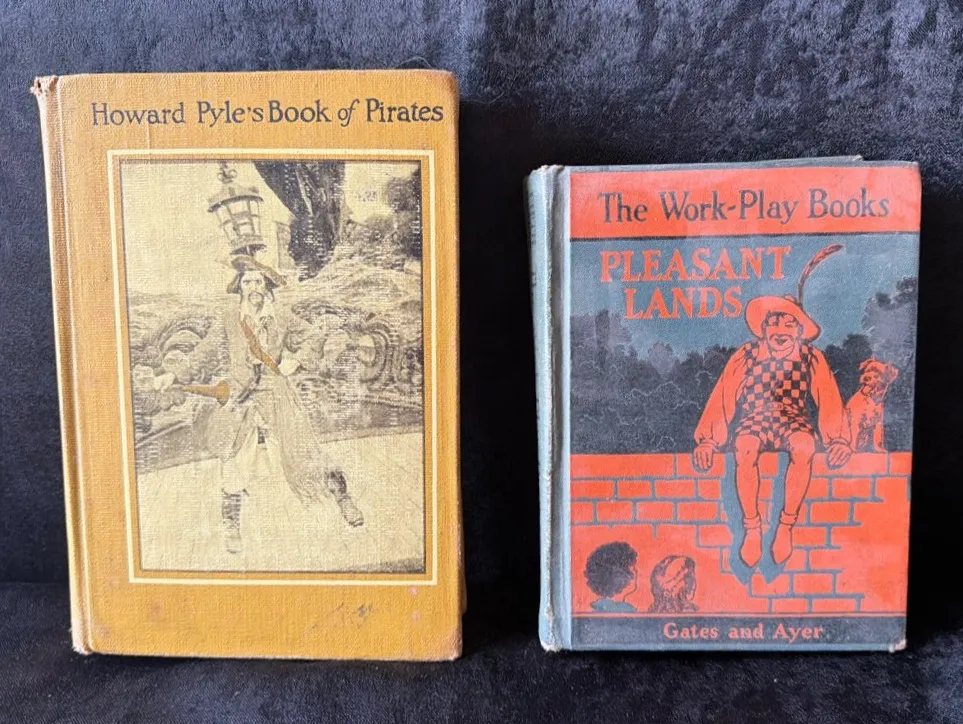 Howard Pyle's Book of Pirates
The Work-Play Books
PLEASANT
LANDS
Gates and Ayer